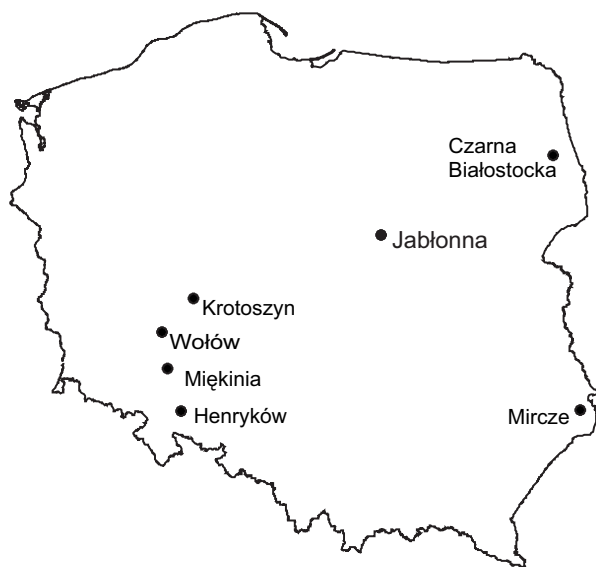 Czarna
Białostocka
Jabłonna
Krotoszyn
Wołów
Miękinia
Henryków
Mircze